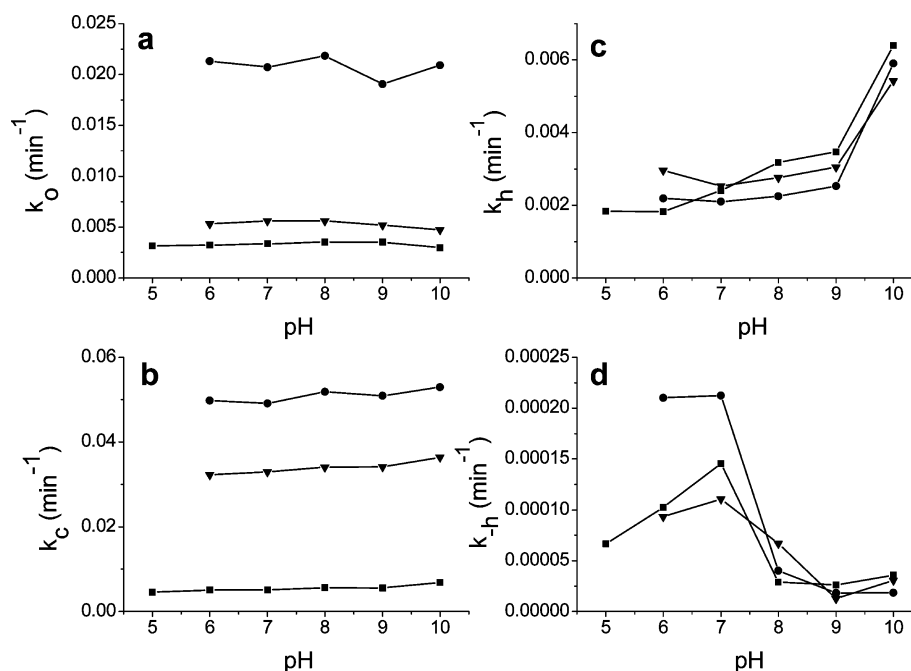 a
0.025
0.020
0.015
0.010
0.005
0.000
k_o (min⁻¹)
5 6 7 8 9 10
pH
c
0.006
0.004
0.002
0.000
k_h (min⁻¹)
5 6 7 8 9 10
pH
b
0.06
0.04
0.02
0.00
k_c (min⁻¹)
5 6 7 8 9 10
pH
d
0.00025
0.00020
0.00015
0.00010
0.00005
0.00000
k_-h (min⁻¹)
5 6 7 8 9 10
pH